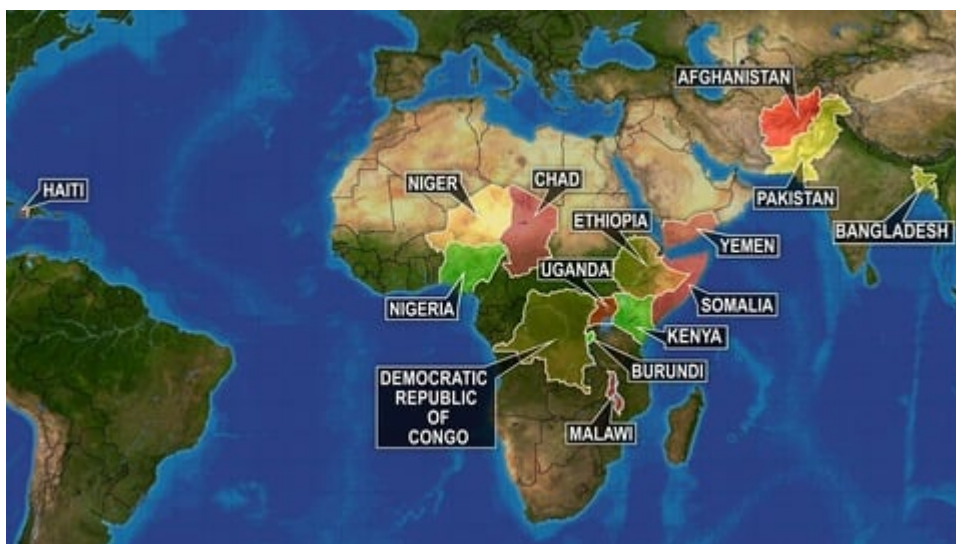 AFGHANISTAN
HAITI
NIGER
CHAD
PAKISTAN
ETHIOPIA
BANGLADESH
YEMEN
UGANDA
NIGERIA
SOMALIA
KENYA
DEMOCRATIC
REPUBLIC
OF
CONGO
BURUNDI
MALAWI